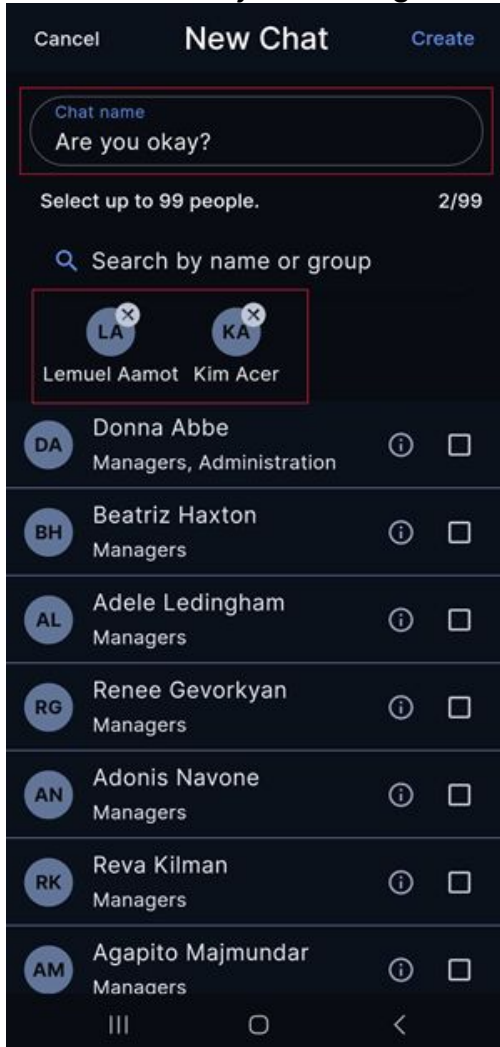 Cancel New Chat Create
Chat name
Are you okay?
Select up to 99 people. 2/99
Search by name or group
LA KA
Lemuel Aamot Kim Acer
DA Donna Abbe
Managers, Administration
BH Beatriz Haxton
Managers
AL Adele Ledingham
Managers
RG Renee Gevorkyan
Managers
AN Adonis Navone
Managers
RK Reva Kilman
Managers
AM Agapito Majmundar
Managers